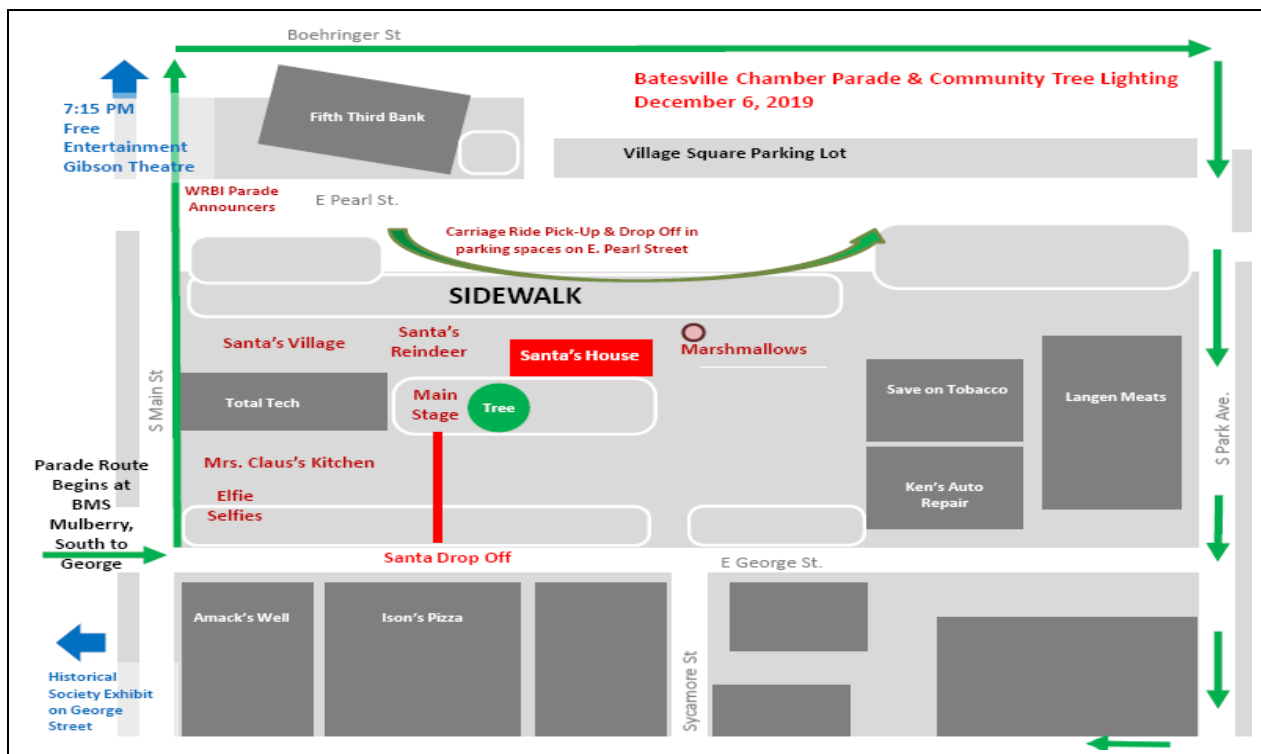 Boehringer St
Batesville Chamber Parade & Community Tree Lighting
December 6, 2019
7:15 PM
Free
Entertainment
Gibson Theatre
Fifth Third Bank
Village Square Parking Lot
WRBI Parade
Announcers
E Pearl St.
Carriage Ride Pick-Up & Drop Off in
parking spaces on E. Pearl Street
SIDEWALK
Santa's Village
Santa's
Reindeer
Santa's House
Marshmallows
S Main St
Total Tech
Main
Stage
Tree
Save on Tobacco
Langen Meats
S Park Ave.
Mrs. Claus's Kitchen
Elfie
Selfies
Ken's Auto
Repair
Parade Route
Begins at
BMS
Mulberry,
South to
George
Santa Drop Off
E George St.
Amack's Well
Ison's Pizza
Sycamore St
Historical
Society Exhibit
on George
Street